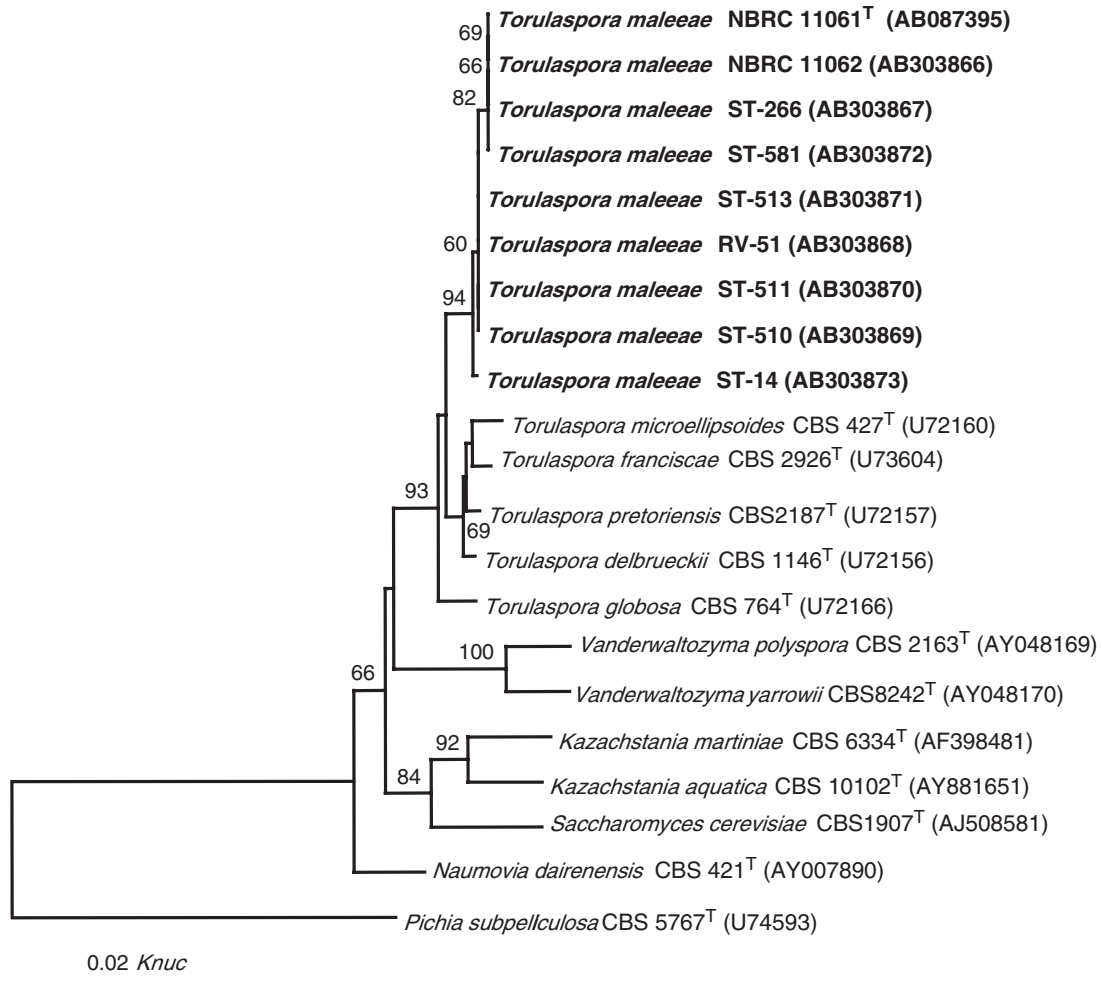 69
Torulaspora maleeae NBRC 11061T (AB087395)
66
Torulaspora maleeae NBRC 11062 (AB303866)
82
Torulaspora maleeae ST-266 (AB303867)
Torulaspora maleeae ST-581 (AB303872)
Torulaspora maleeae ST-513 (AB303871)
60
Torulaspora maleeae RV-51 (AB303868)
Torulaspora maleeae ST-511 (AB303870)
94
Torulaspora maleeae ST-510 (AB303869)
Torulaspora maleeae ST-14 (AB303873)
Torulaspora microellipsoides CBS 427T (U72160)
Torulaspora franciscae CBS 2926T (U73604)
93
Torulaspora pretoriensis CBS2187T (U72157)
69
Torulaspora delbrueckii CBS 1146T (U72156)
Torulaspora globosa CBS 764T (U72166)
Vanderwaltozyma polyspora CBS 2163T (AY048169)
100
66
Vanderwaltozyma yarrowii CBS8242T (AY048170)
92
Kazachstania martiniae CBS 6334T (AF398481)
84
Kazachstania aquatica CBS 10102T (AY881651)
Saccharomyces cerevisiae CBS1907T (AJ508581)
Naumovia dairenensis CBS 421T (AY007890)
Pichia subpellculosa CBS 5767T (U74593)
0.02 Knuc